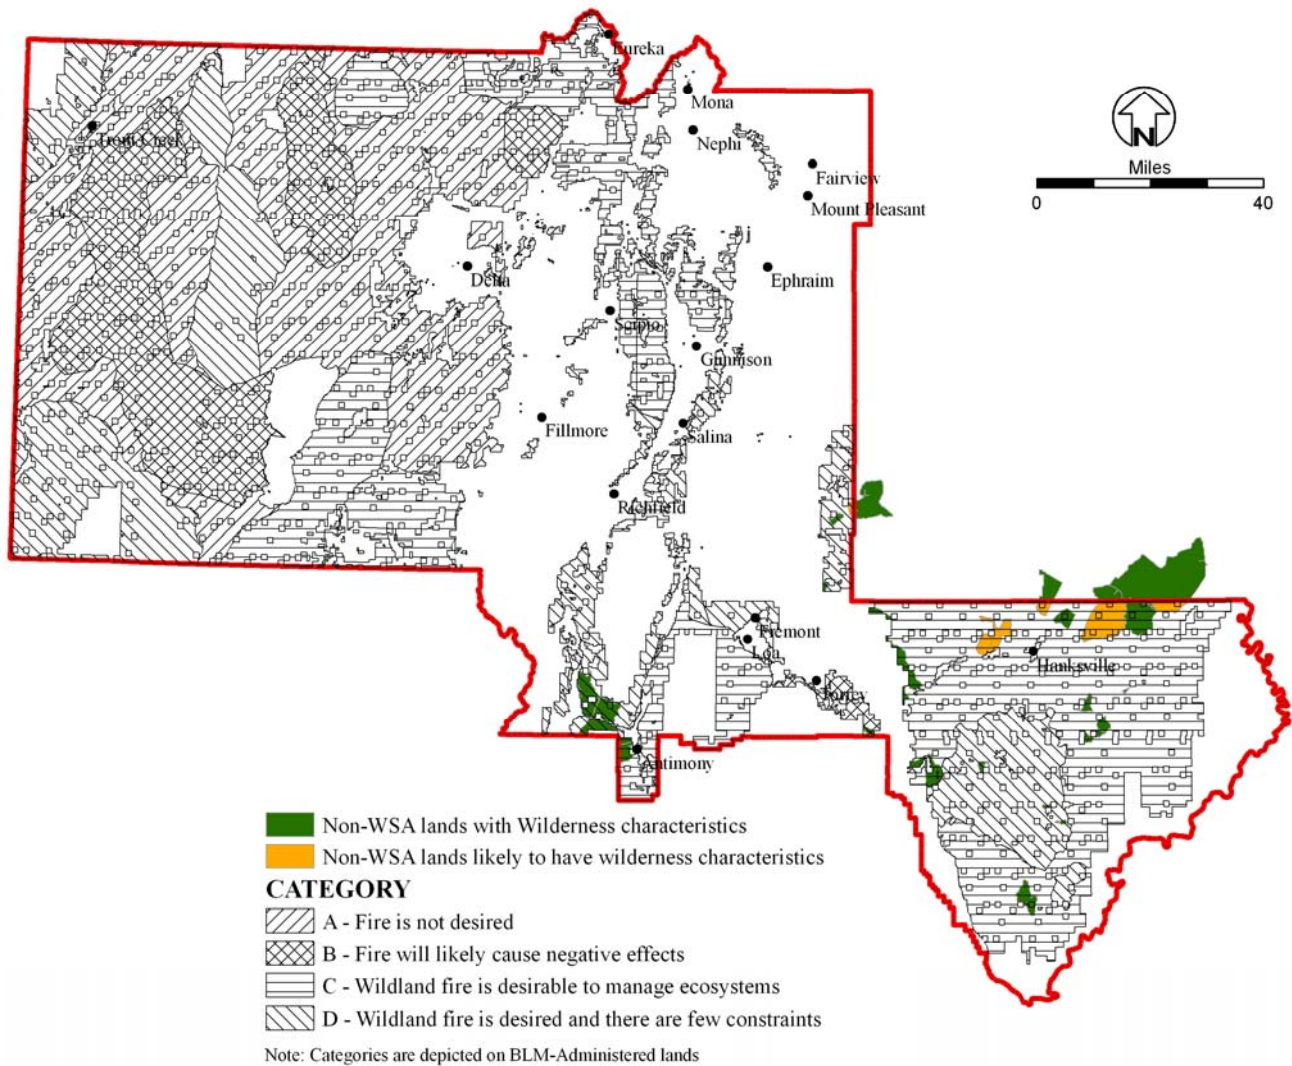 Eureka
Mona
Nephi
Trout Creek
Fairview
Mount Pleasant
Delta
Ephraim
Scipio
Gunnison
Fillmore
Salina
Richfield
Fremont
Loa
Hanksville
Torrey
Antimony
N
Miles
0 40
Non-WSA lands with Wilderness characteristics
Non-WSA lands likely to have wilderness characteristics
CATEGORY
A - Fire is not desired
B - Fire will likely cause negative effects
C - Wildland fire is desirable to manage ecosystems
D - Wildland fire is desired and there are few constraints
Note: Categories are depicted on BLM-Administered lands